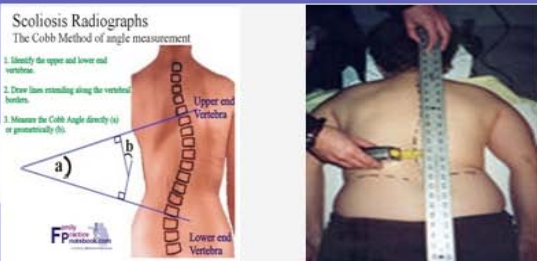 Scoliosis Radiographs
The Cobb Method of angle measurement
1. Identify the upper and lower end
vertebrae.
2. Draw lines extending along the vertebral
borders.
3. Measure the Cobb Angle directly (a)
or geometrically (b).
Upper end
Vertebra
b
a)
Lower end
Vertebra
Family
Practice
notebook.com